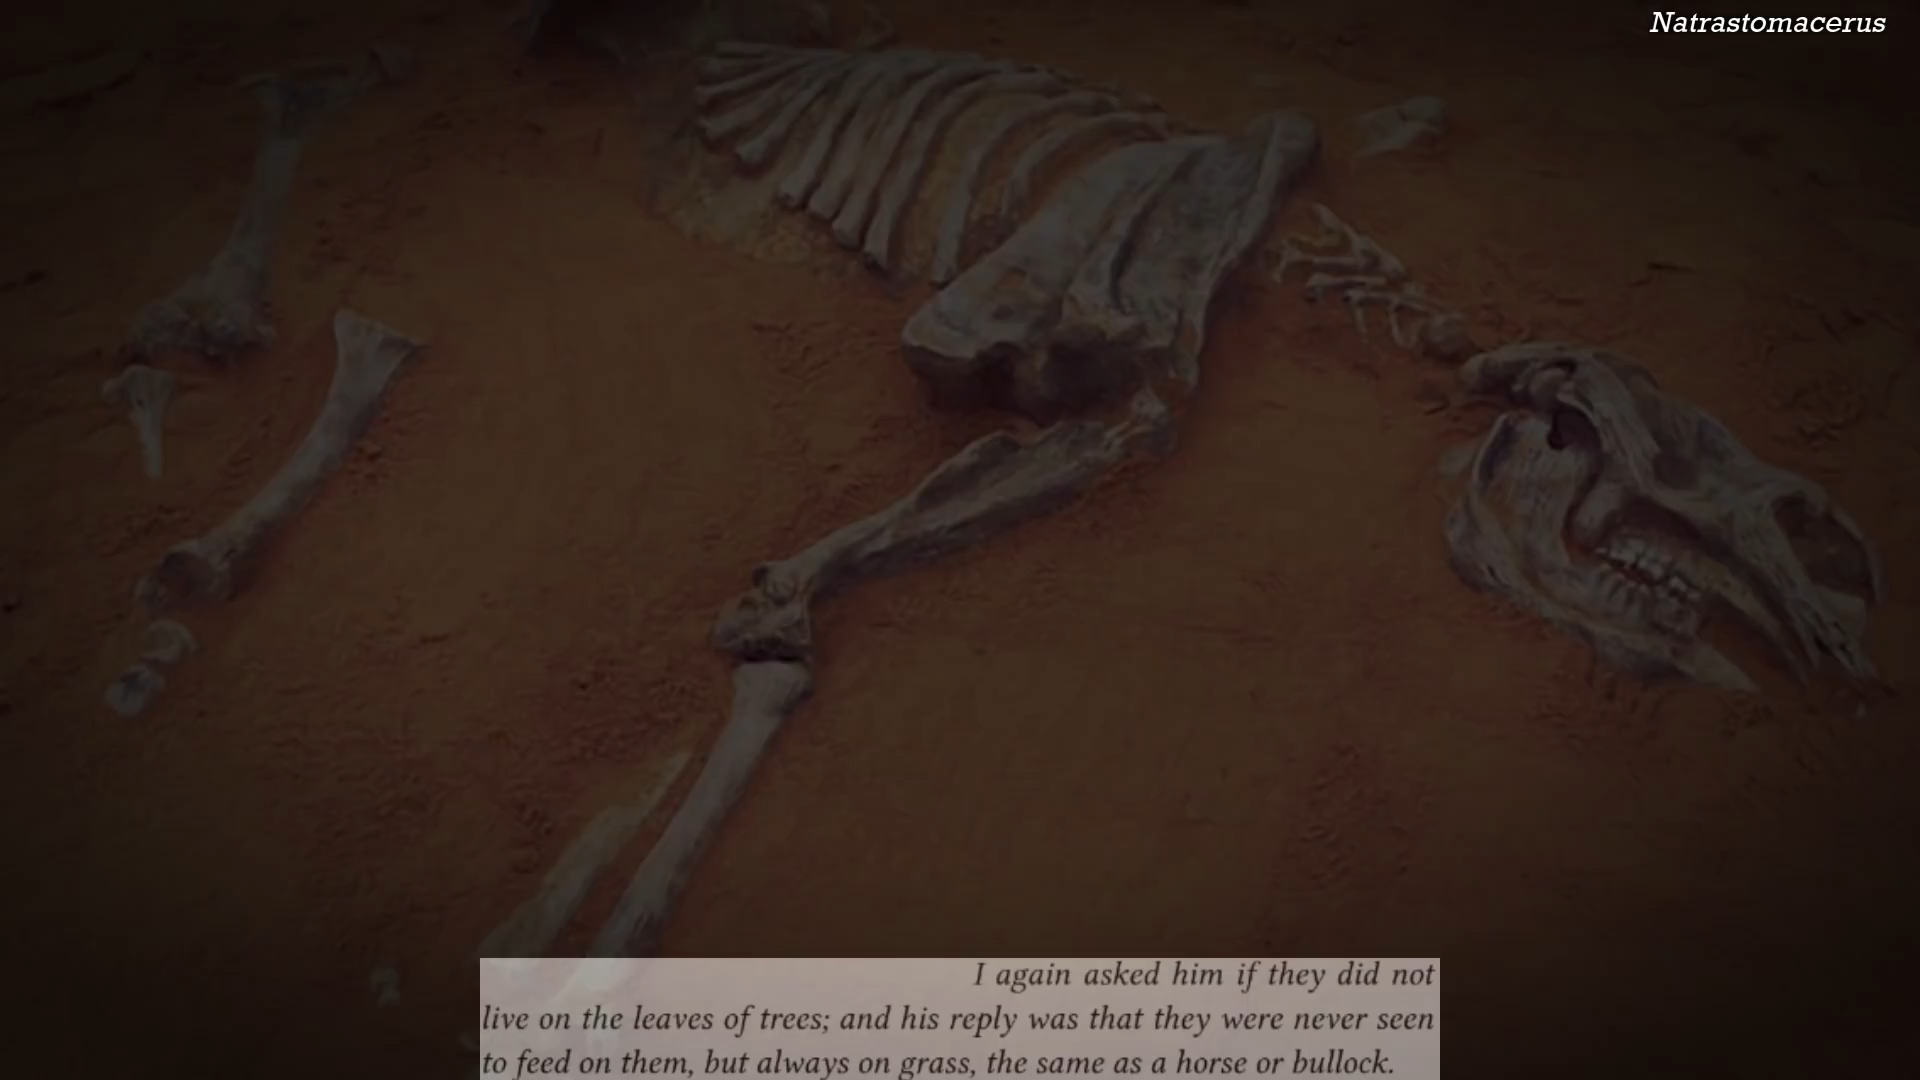 Natrastomacerus
I again asked him if they did not
live on the leaves of trees; and his reply was that they were never seen
to feed on them, but always on grass, the same as a horse or bullock.